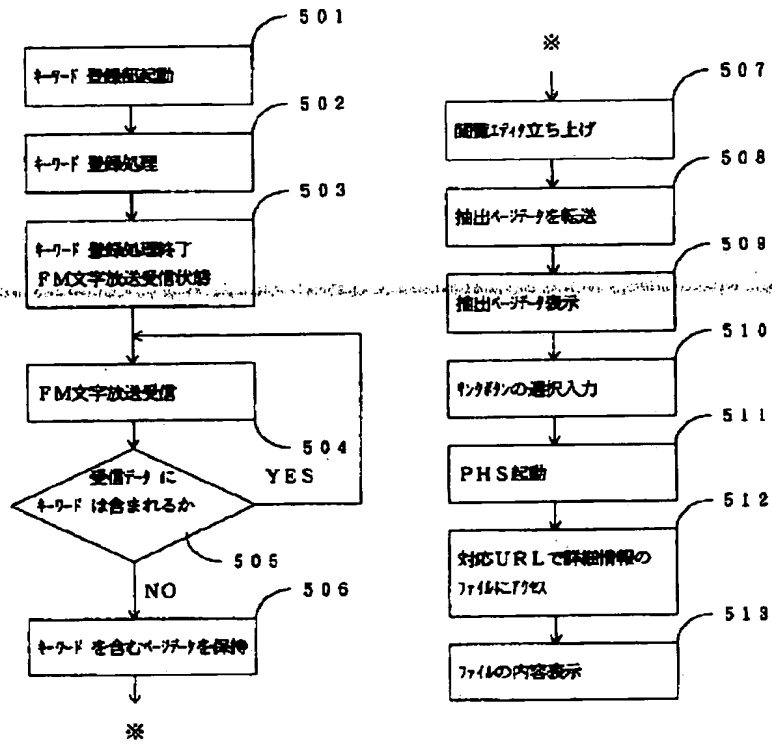 501
キーワード 登録部起動
502
キーワード 登録処理
503
キーワード 登録処理終了
FM文字放送受信状態
FM文字放送受信
504
受信データ に
キーワード は含まれるか
YES
505
NO
506
キーワード を含むページデータを保持
※
※
507
閲覧エディタ立ち上げ
508
抽出ページデータを転送
509
抽出ページデータ表示
510
リンクボタンの選択入力
511
PHS起動
512
対応URLで詳細情報の
ファイルにアクセス
513
ファイルの内容表示